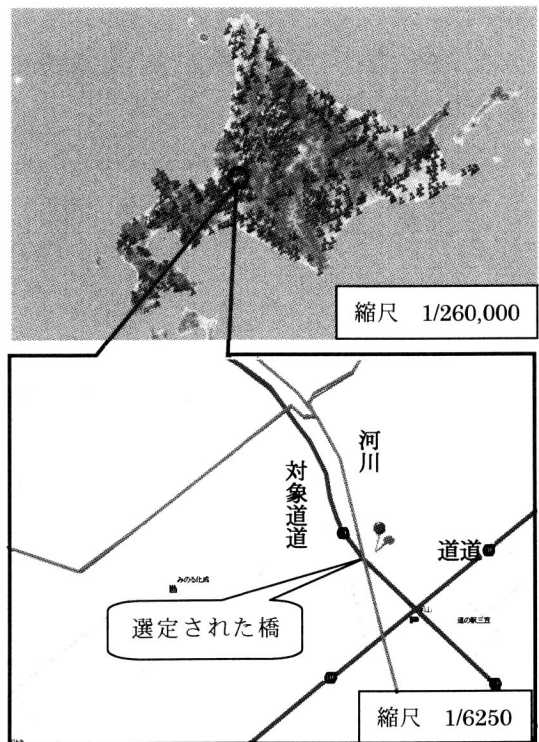 縮尺 1/260,000
河川
対象道道
道道
みのる化成
道の駅三笠
選定された橋
縮尺 1/6250